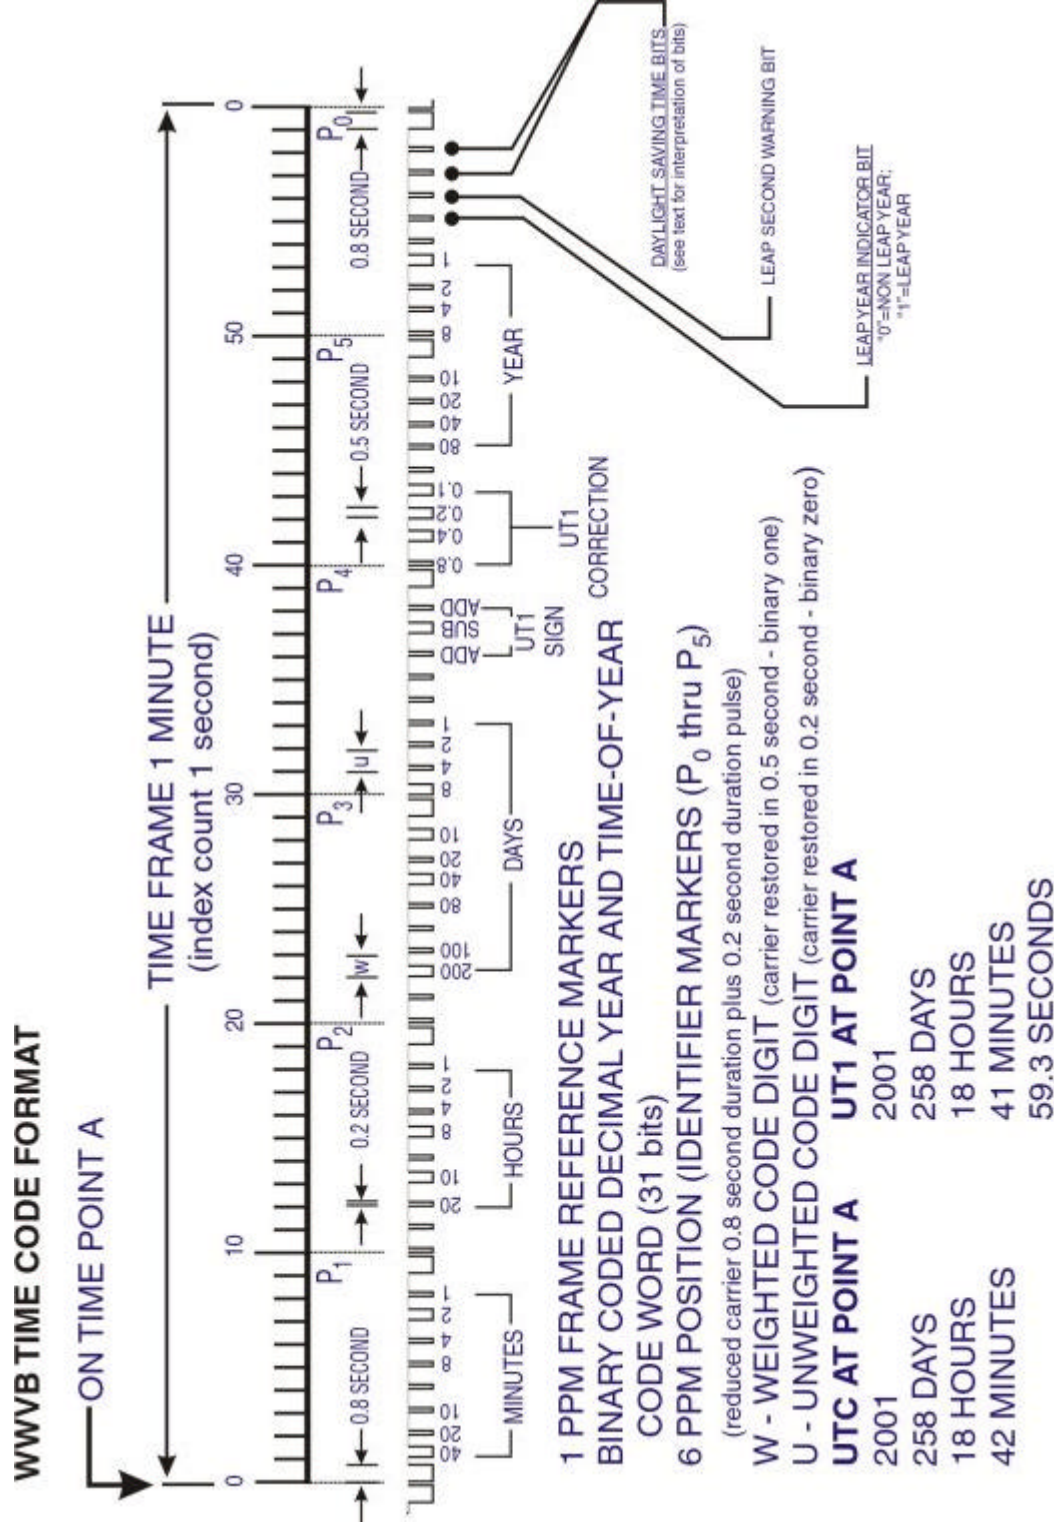 WWVB TIME CODE FORMAT
ON TIME POINT A
TIME FRAME 1 MINUTE
(index count 1 second)
0 10 20 30 40 50 0
P1 P2 P3 P4 P5 P0
0.8 SECOND 0.2 SECOND w u 0.5 SECOND 0.8 SECOND
40 20 10 8 4 2 1 20 10 8 4 2 1 200 100 80 40 20 10 8 4 2 1 ADD SUB ADD 0.8 0.4 0.2 0.1 80 40 20 10 8 4 2 1
MINUTES HOURS DAYS UT1 YEAR
SIGN
UT1
CORRECTION
DAYLIGHT SAVING TIME BITS
(see text for interpretation of bits)
LEAP SECOND WARNING BIT
LEAP YEAR INDICATOR BIT
"0"=NON LEAP YEAR;
"1"=LEAP YEAR
1 PPM FRAME REFERENCE MARKERS
BINARY CODED DECIMAL YEAR AND TIME-OF-YEAR
CODE WORD (31 bits)
6 PPM POSITION (IDENTIFIER MARKERS (P0 thru P5)
(reduced carrier 0.8 second duration plus 0.2 second duration pulse)
W - WEIGHTED CODE DIGIT (carrier restored in 0.5 second - binary one)
U - UNWEIGHTED CODE DIGIT (carrier restored in 0.2 second - binary zero)
UTC AT POINT A UT1 AT POINT A
2001 2001
258 DAYS 258 DAYS
18 HOURS 18 HOURS
42 MINUTES 41 MINUTES
59.3 SECONDS